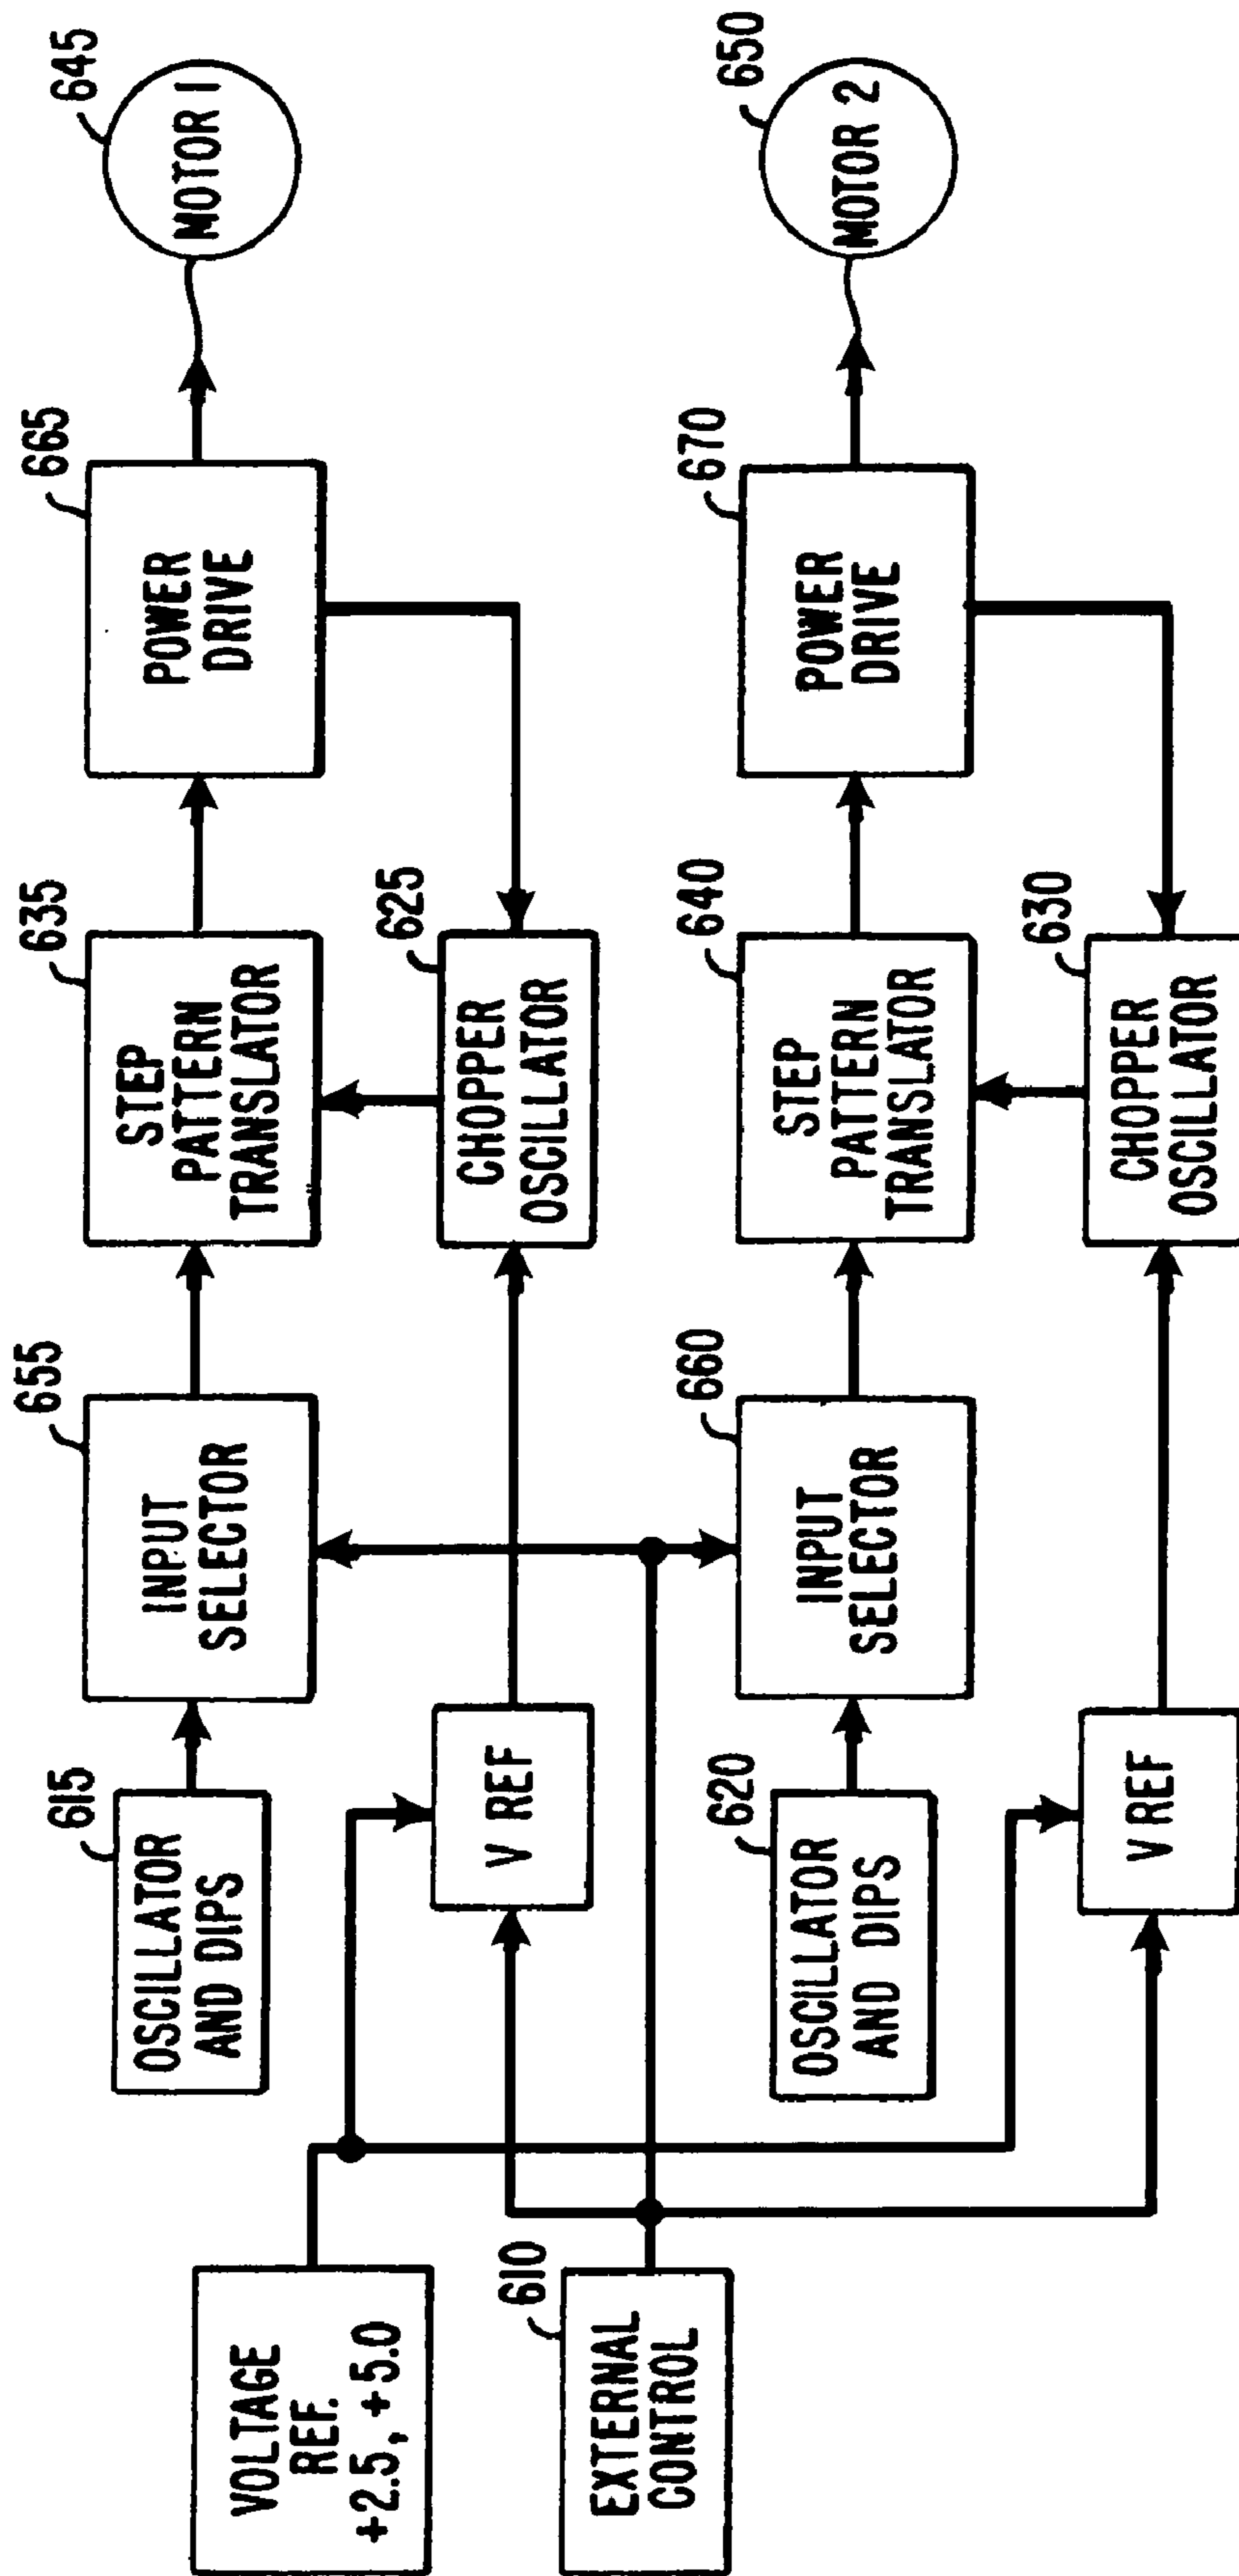 VOLTAGE
REF.
+2.5, +5.0
610
EXTERNAL
CONTROL
615
OSCILLATOR
AND DIPS
V REF
620
OSCILLATOR
AND DIPS
V REF
655
INPUT
SELECTOR
660
INPUT
SELECTOR
635
STEP
PATTERN
TRANSLATOR
625
CHOPPER
OSCILLATOR
640
STEP
PATTERN
TRANSLATOR
630
CHOPPER
OSCILLATOR
665
POWER
DRIVE
670
POWER
DRIVE
645
MOTOR 1
650
MOTOR 2